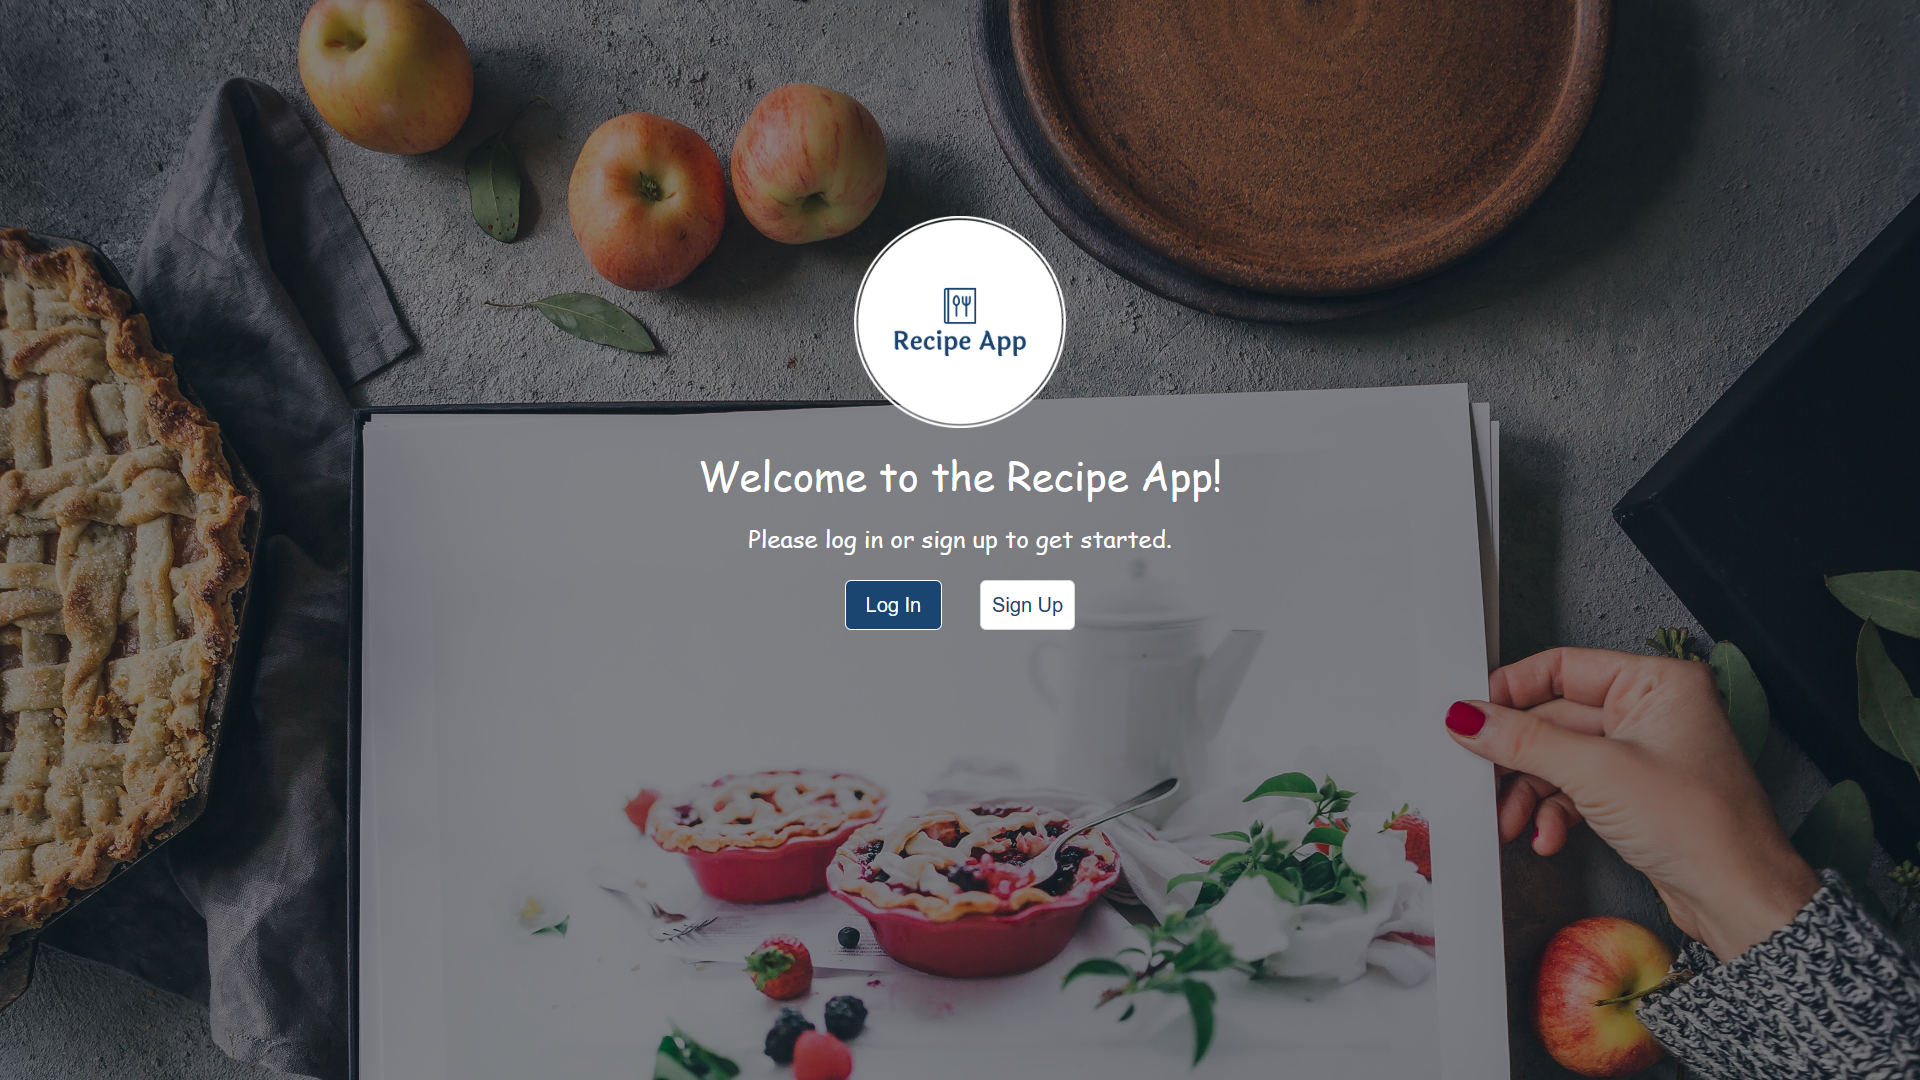 Recipe App
Welcome to the Recipe App!
Please log in or sign up to get started.
Log In
Sign Up